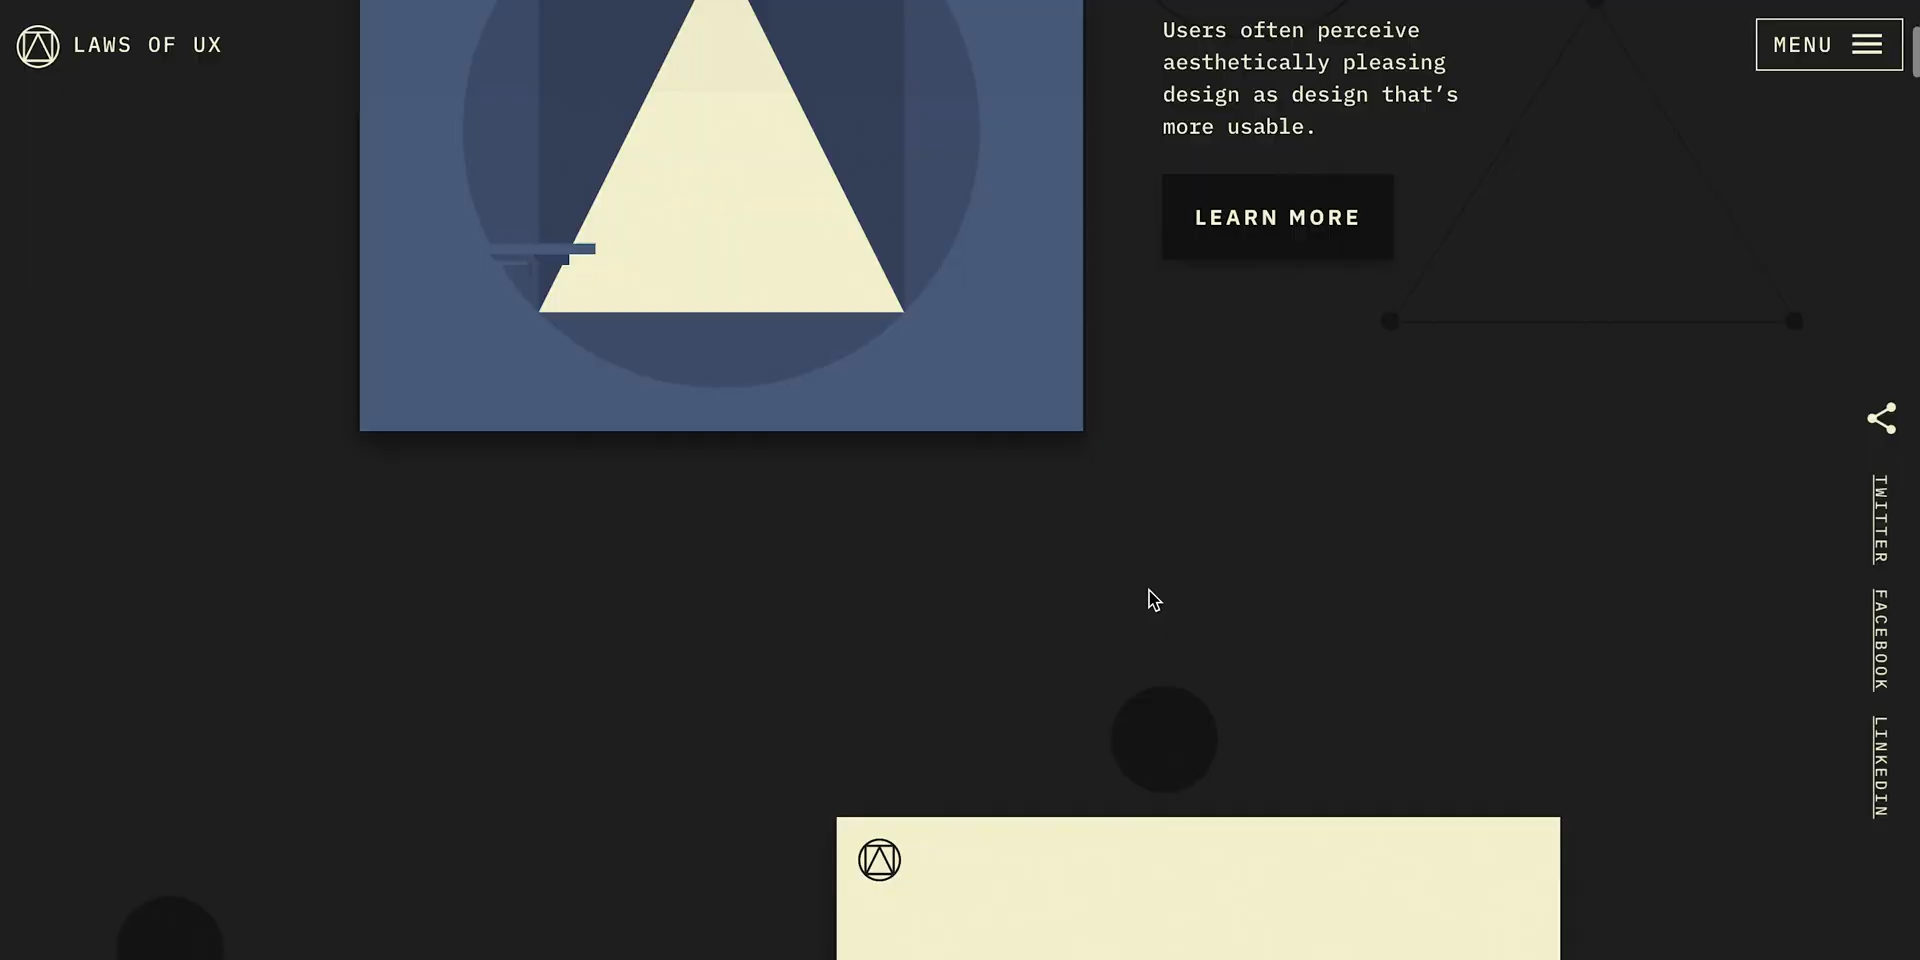 LAWS OF UX
MENU
Users often perceive
aesthetically pleasing
design as design that’s
more usable.
LEARN MORE
TWITTER
FACEBOOK
LINKEDIN